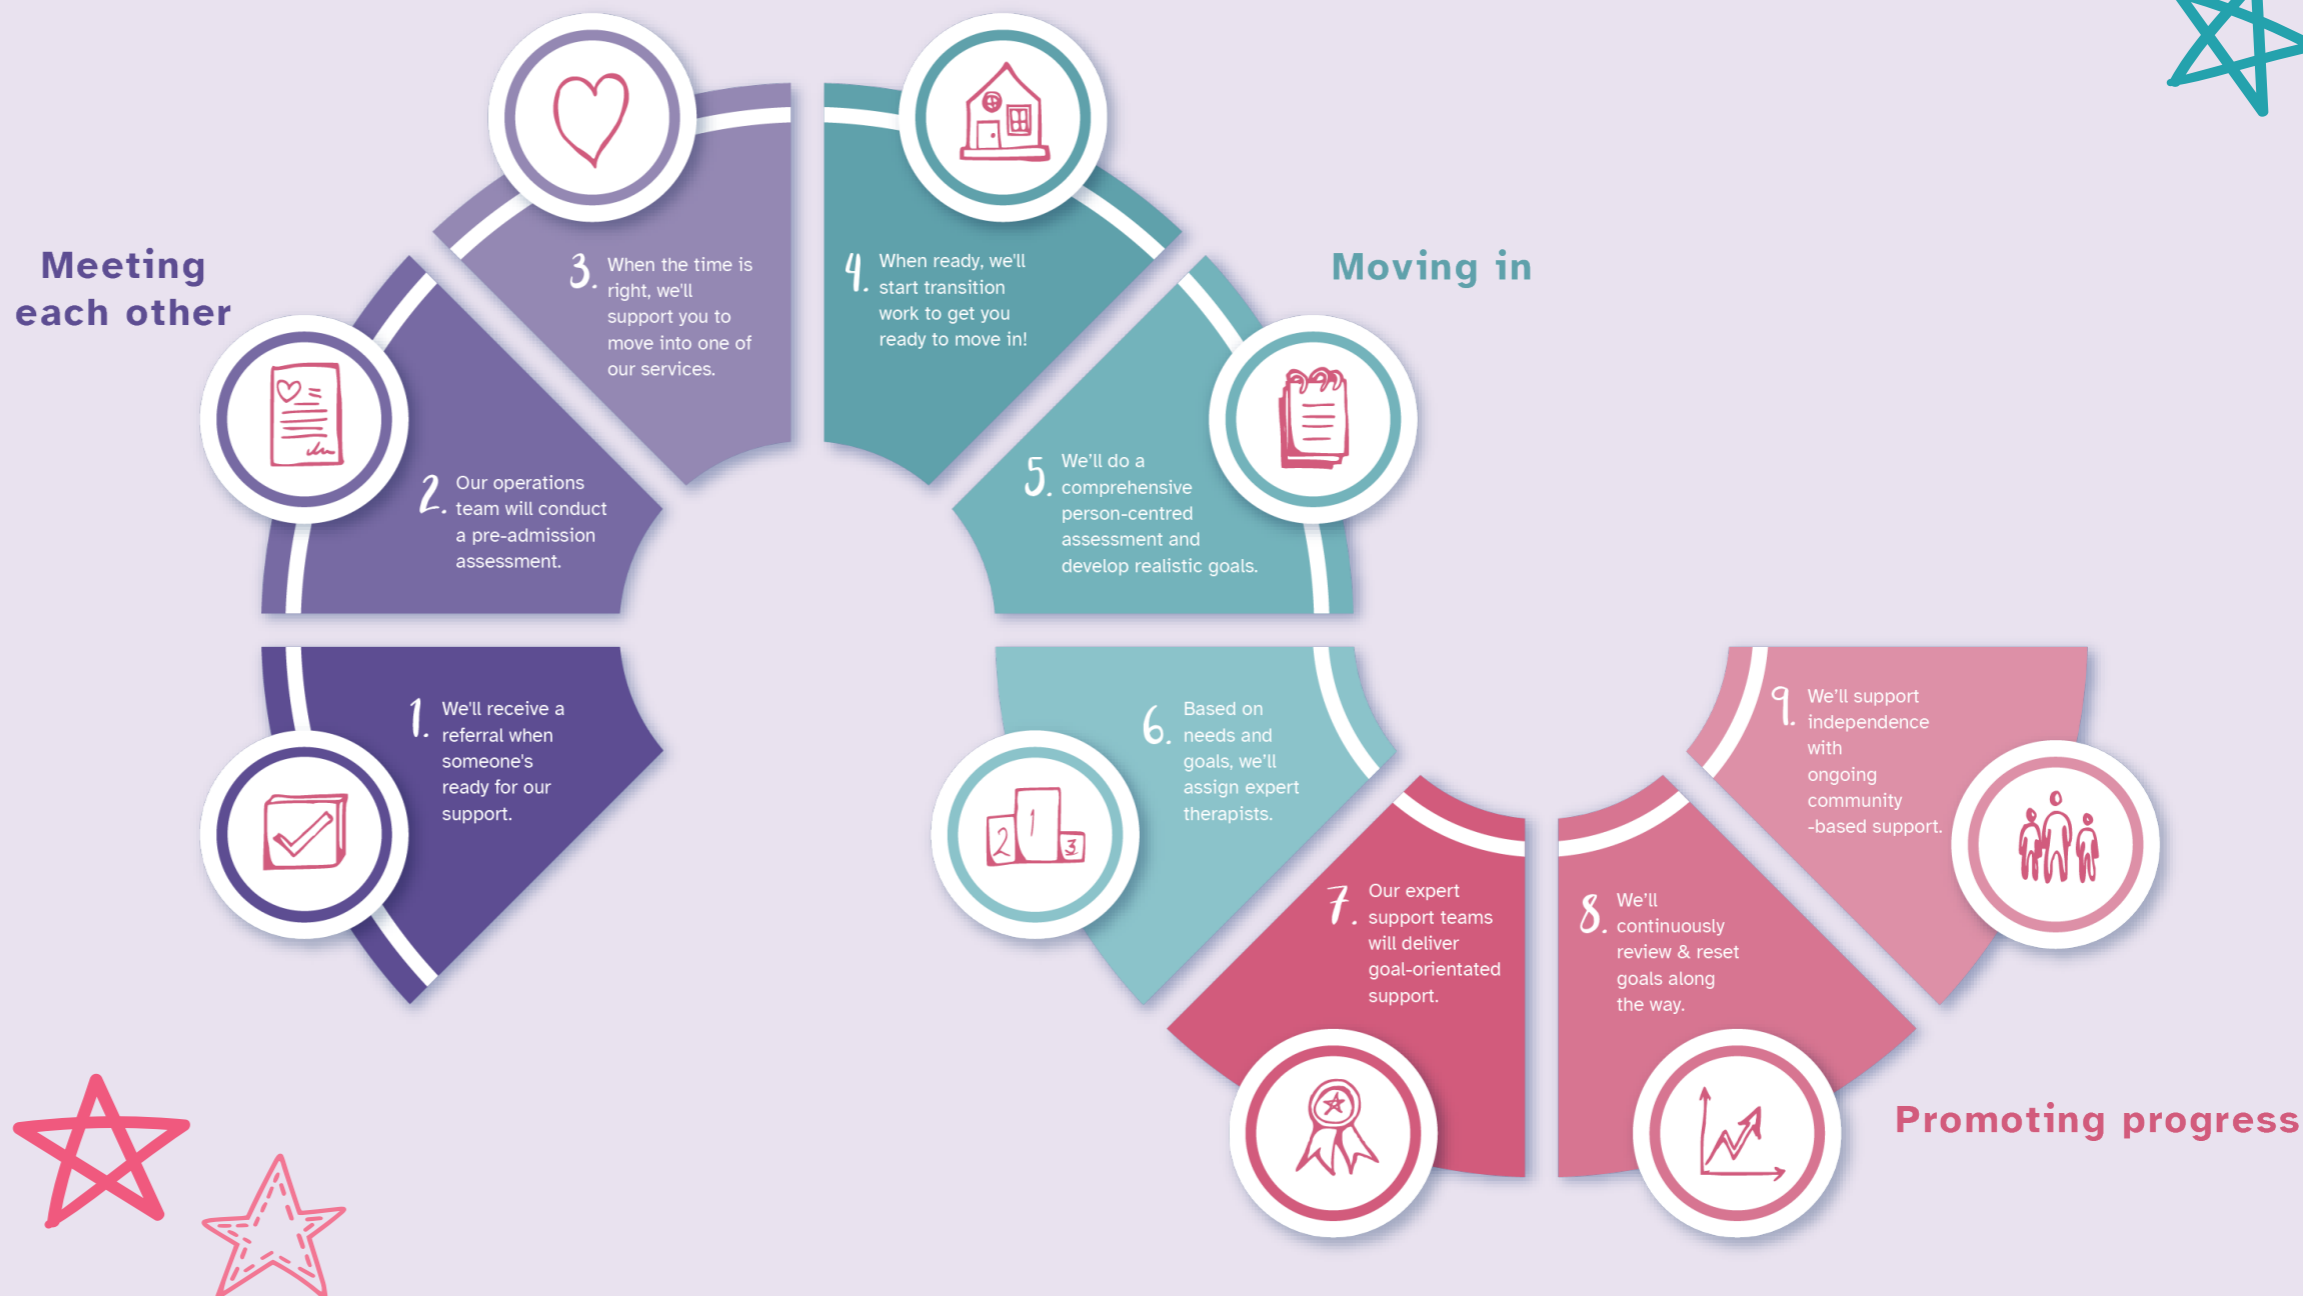 Meeting
each other
1. We'll receive a
referral when
someone's
ready for our
support.
2. Our operations
team will conduct
a pre-admission
assessment.
3. When the time is
right, we'll
support you to
move into one of
our services.
Moving in
4. When ready, we'll
start transition
work to get you
ready to move in!
5. We'll do a
comprehensive
person-centred
assessment and
develop realistic goals.
6. Based on
needs and
goals, we'll
assign expert
therapists.
2 1 3
Promoting progress
7. Our expert
support teams
will deliver
goal-orientated
support.
8. We'll
continuously
review & reset
goals along
the way.
9. We'll support
independence
with
ongoing
community
-based support.